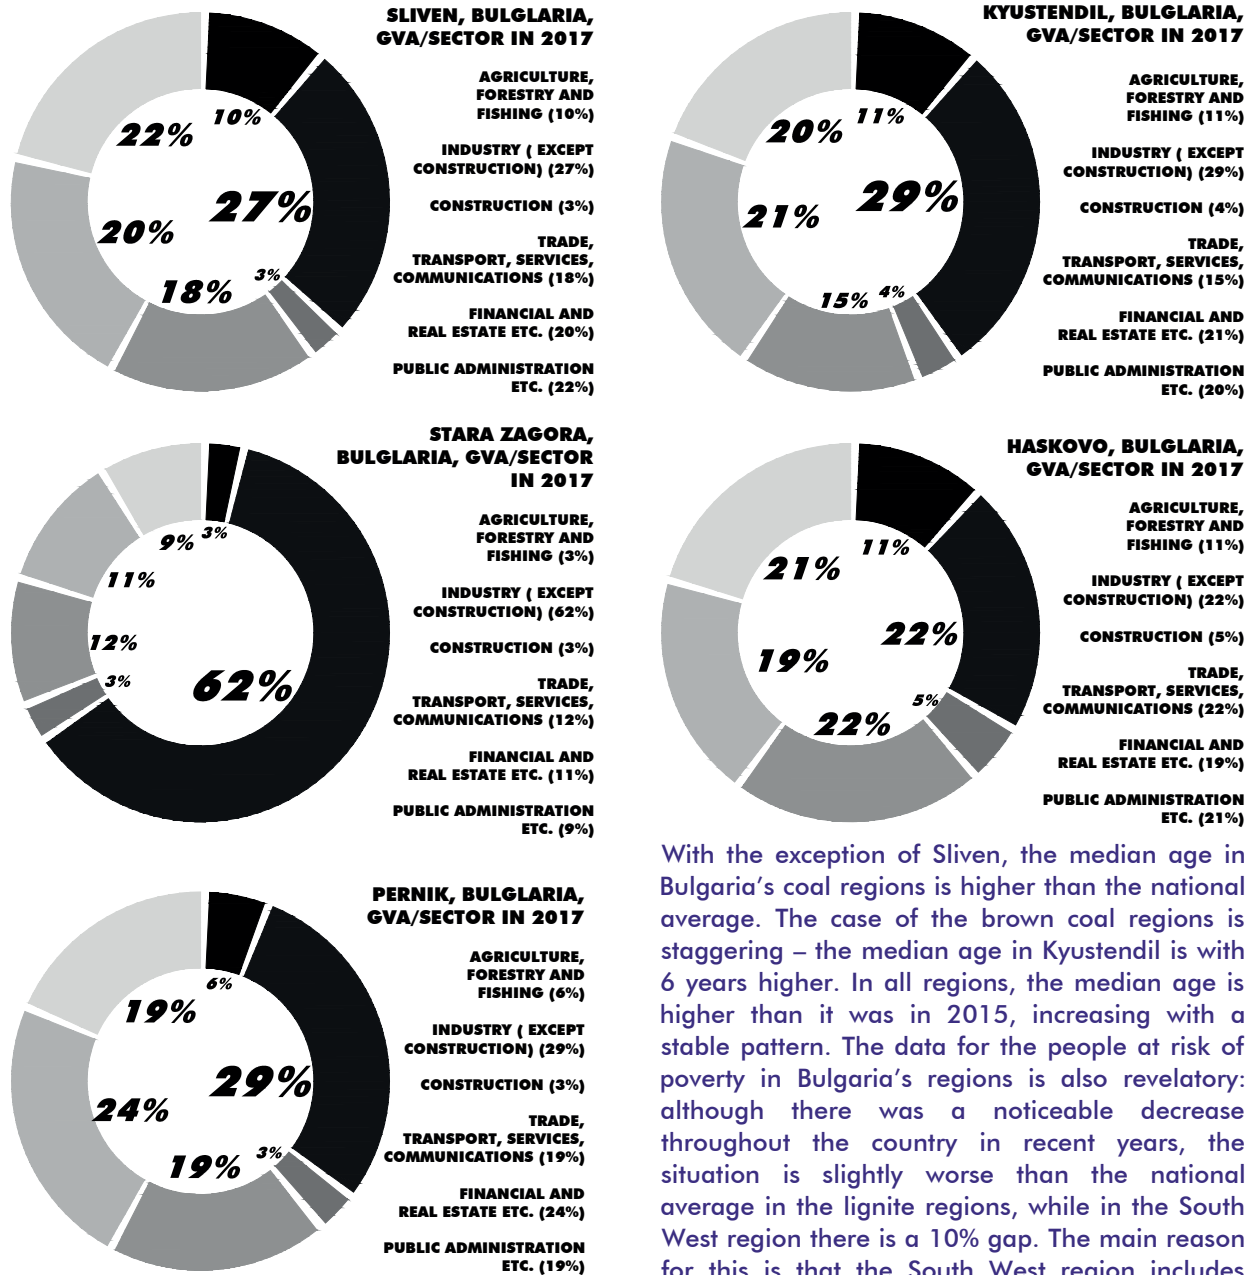 SLIVEN, BULGLARIA,
GVA/SECTOR IN 2017
AGRICULTURE,
FORESTRY AND
FISHING (10%)
INDUSTRY ( EXCEPT
CONSTRUCTION) (27%)
CONSTRUCTION (3%)
TRADE,
TRANSPORT, SERVICES,
COMMUNICATIONS (18%)
FINANCIAL AND
REAL ESTATE ETC. (20%)
PUBLIC ADMINISTRATION
ETC. (22%)
10%
27%
3%
18%
20%
22%
KYUSTENDIL, BULGLARIA,
GVA/SECTOR IN 2017
AGRICULTURE,
FORESTRY AND
FISHING (11%)
INDUSTRY ( EXCEPT
CONSTRUCTION) (29%)
CONSTRUCTION (4%)
TRADE,
TRANSPORT, SERVICES,
COMMUNICATIONS (15%)
FINANCIAL AND
REAL ESTATE ETC. (21%)
PUBLIC ADMINISTRATION
ETC. (20%)
11%
29%
4%
15%
21%
20%
STARA ZAGORA,
BULGLARIA, GVA/SECTOR
IN 2017
AGRICULTURE,
FORESTRY AND
FISHING (3%)
INDUSTRY ( EXCEPT
CONSTRUCTION) (62%)
CONSTRUCTION (3%)
TRADE,
TRANSPORT, SERVICES,
COMMUNICATIONS (12%)
FINANCIAL AND
REAL ESTATE ETC. (11%)
PUBLIC ADMINISTRATION
ETC. (9%)
3%
62%
3%
12%
11%
9%
HASKOVO, BULGLARIA,
GVA/SECTOR IN 2017
AGRICULTURE,
FORESTRY AND
FISHING (11%)
INDUSTRY ( EXCEPT
CONSTRUCTION) (22%)
CONSTRUCTION (5%)
TRADE,
TRANSPORT, SERVICES,
COMMUNICATIONS (22%)
FINANCIAL AND
REAL ESTATE ETC. (19%)
PUBLIC ADMINISTRATION
ETC. (21%)
11%
22%
5%
22%
19%
21%
PERNIK, BULGLARIA,
GVA/SECTOR IN 2017
AGRICULTURE,
FORESTRY AND
FISHING (6%)
INDUSTRY ( EXCEPT
CONSTRUCTION) (29%)
CONSTRUCTION (3%)
TRADE,
TRANSPORT, SERVICES,
COMMUNICATIONS (19%)
FINANCIAL AND
REAL ESTATE ETC. (24%)
PUBLIC ADMINISTRATION
ETC. (19%)
6%
29%
3%
19%
24%
19%
With the exception of Sliven, the median age in
Bulgaria’s coal regions is higher than the national
average. The case of the brown coal regions is
staggering – the median age in Kyustendil is with
6 years higher. In all regions, the median age is
higher than it was in 2015, increasing with a
stable pattern. The data for the people at risk of
poverty in Bulgaria’s regions is also revelatory:
although there was a noticeable decrease
throughout the country in recent years, the
situation is slightly worse than the national
average in the lignite regions, while in the South
West region there is a 10% gap. The main reason
for this is that the South West region includes